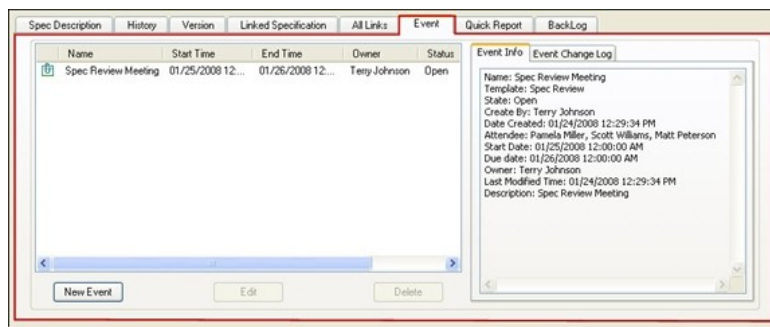 Spec Description History Version Linked Specification All Links Event Quick Report BackLog
Name Start Time End Time Owner Status
Spec Review Meeting 01/25/2008 12:... 01/26/2008 12:... Terry Johnson Open
Event Info Event Change Log
Name: Spec Review Meeting
Template: Spec Review
State: Open
Create By: Terry Johnson
Date Created: 01/24/2008 12:29:34 PM
Attendee: Pamela Miller, Scott Williams, Matt Peterson
Start Date: 01/25/2008 12:00:00 AM
Due date: 01/26/2008 12:00:00 AM
Owner: Terry Johnson
Last Modified Time: 01/24/2008 12:29:34 PM
Description: Spec Review Meeting
New Event Edit Delete